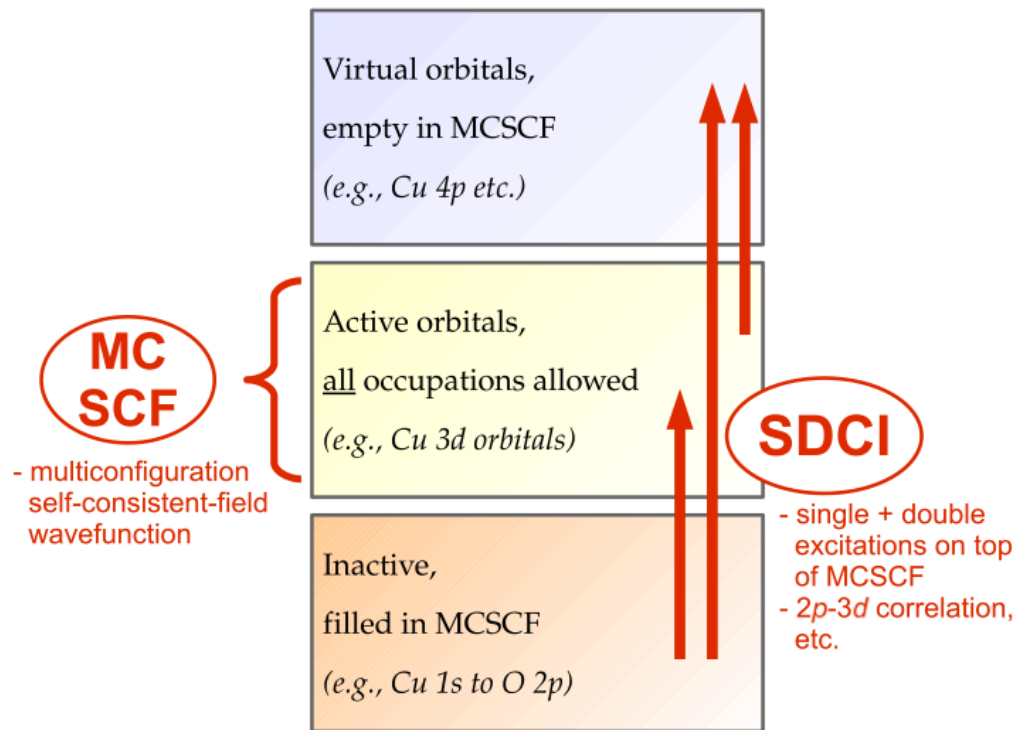 Virtual orbitals,
empty in MCSCF
(e.g., Cu 4p etc.)
Active orbitals,
all occupations allowed
(e.g., Cu 3d orbitals)
Inactive,
filled in MCSCF
(e.g., Cu 1s to O 2p)
MC
SCF
- multiconfiguration
self-consistent-field
wavefunction
SDCI
- single + double
excitations on top
of MCSCF
- 2p-3d correlation,
etc.